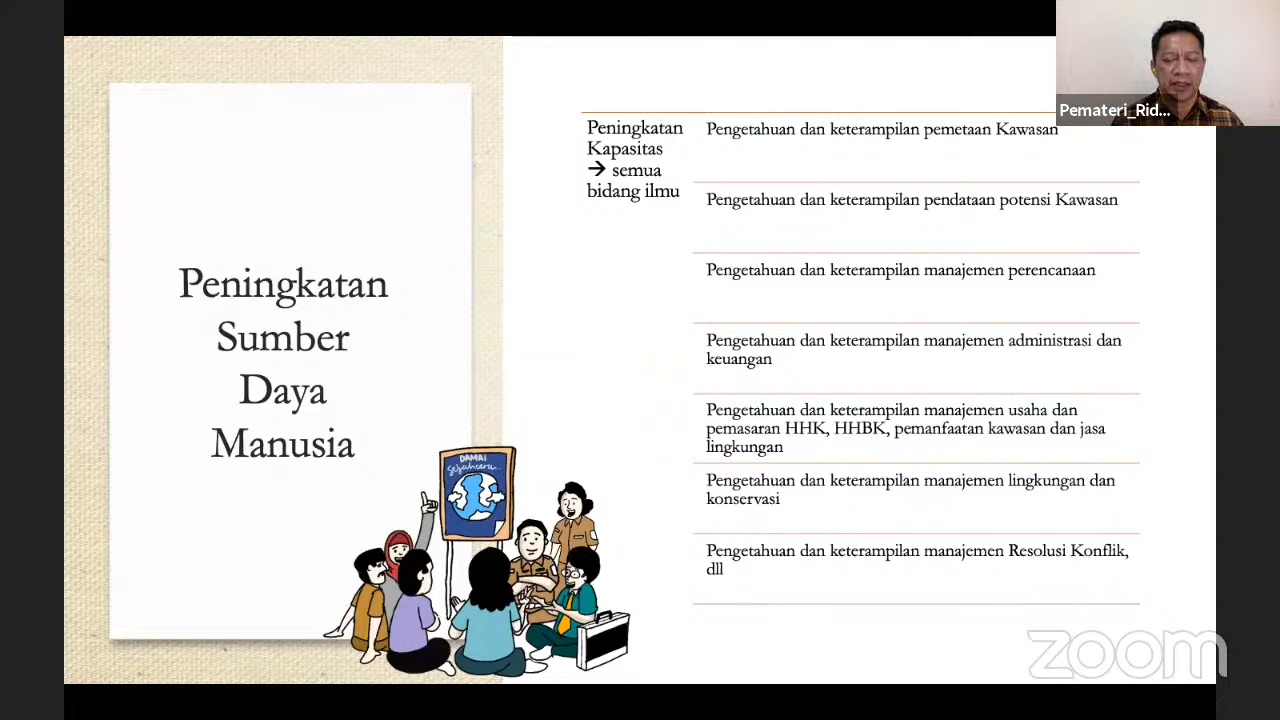 Peningkatan
Sumber
Daya
Manusia
DAMAI
Sejahtera...
Peningkatan
Kapasitas
→ semua
bidang ilmu
Pengetahuan dan keterampilan pemetaan Kawasan
Pengetahuan dan keterampilan pendataan potensi Kawasan
Pengetahuan dan keterampilan manajemen perencanaan
Pengetahuan dan keterampilan manajemen administrasi dan
keuangan
Pengetahuan dan keterampilan manajemen usaha dan
pemasaran HHK, HHBK, pemanfaatan kawasan dan jasa
lingkungan
Pengetahuan dan keterampilan manajemen lingkungan dan
konservasi
Pengetahuan dan keterampilan manajemen Resolusi Konflik,
dll
Pemateri_Rid...
zoom